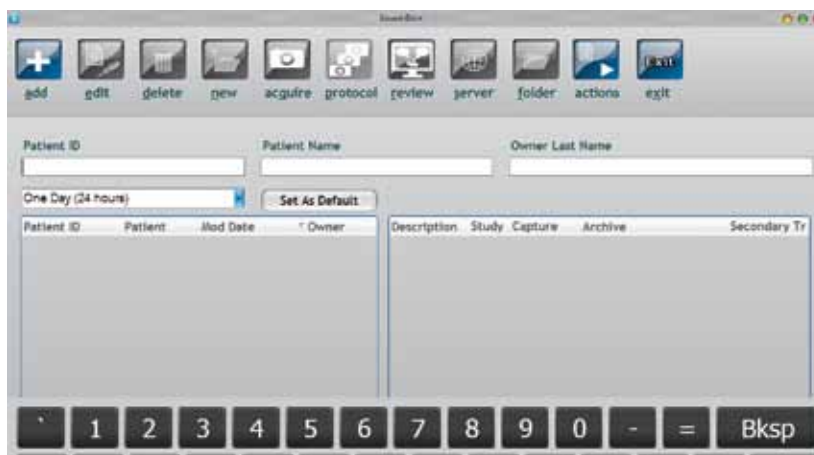 add edit delete new acquire protocol review server folder actions exit
Patient ID Patient Name Owner Last Name
One Day (24 hours) Set As Default
Patient ID Patient Mod Date Owner Description Study Capture Archive Secondary Tr
` 1 2 3 4 5 6 7 8 9 0 - = Bksp